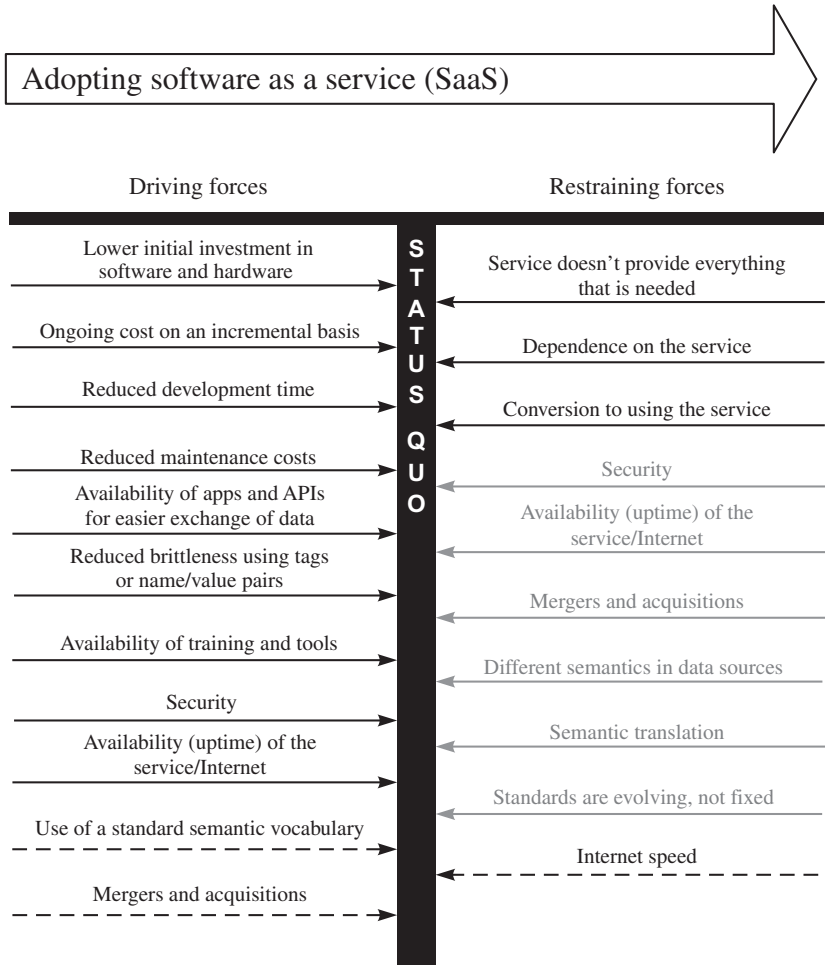 Adopting software as a service (SaaS)
Driving forces
Restraining forces
STATUS QUO
Lower initial investment in
software and hardware
Ongoing cost on an incremental basis
Reduced development time
Reduced maintenance costs
Availability of apps and APIs
for easier exchange of data
Reduced brittleness using tags
or name/value pairs
Availability of training and tools
Security
Availability (uptime) of the
service/Internet
Use of a standard semantic vocabulary
Mergers and acquisitions
Service doesn’t provide everything
that is needed
Dependence on the service
Conversion to using the service
Security
Availability (uptime) of the
service/Internet
Mergers and acquisitions
Different semantics in data sources
Semantic translation
Standards are evolving, not fixed
Internet speed